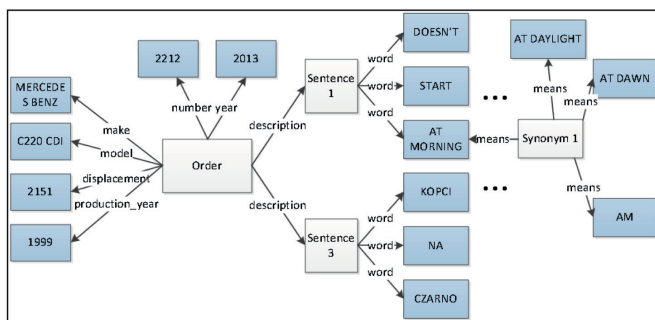 2212
2013
MERCEDE
S BENZ
C220 CDI
2151
1999
make
model
displacement
production_year
number
year
Order
description
description
Sentence
1
Sentence
3
word
word
word
word
word
word
DOESN'T
START
AT
MORNING
KOPCI
NA
CZARNO
...
...
means
Synonym 1
means
means
means
AT DAYLIGHT
AT DAWN
AM